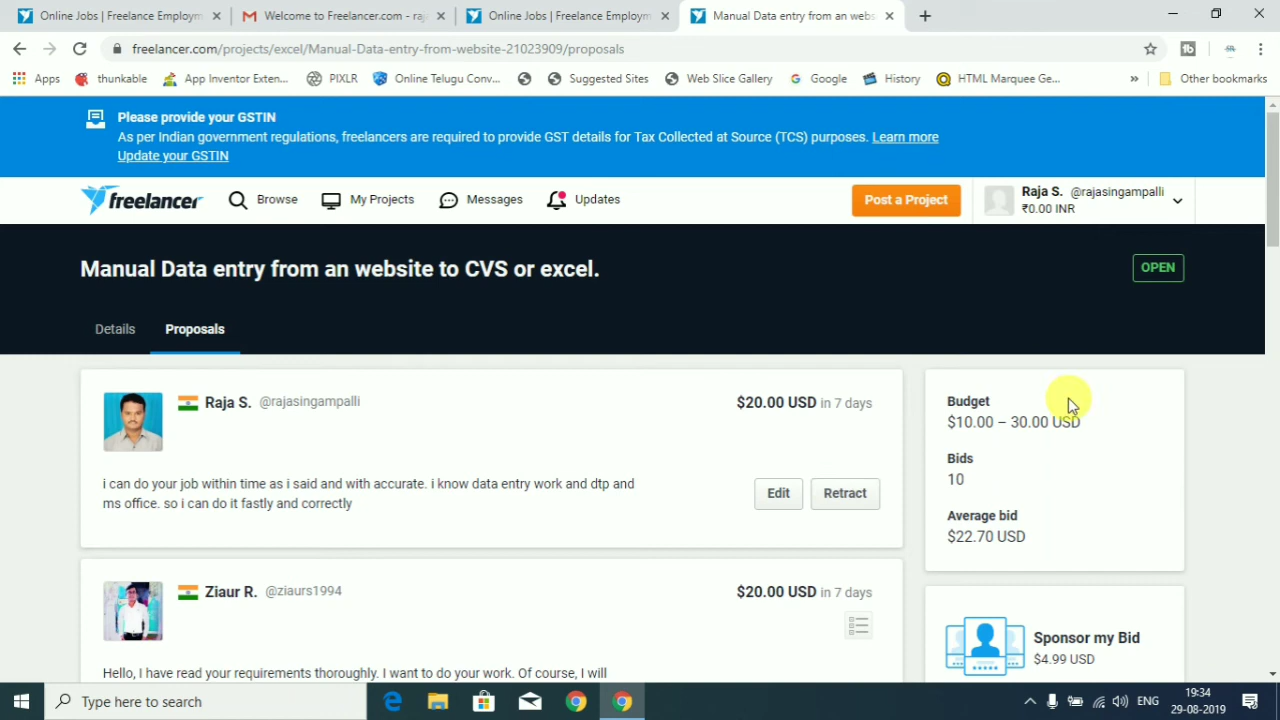 Online Jobs | Freelance Employm
Welcome to Freelancer.com - raj
Online Jobs | Freelance Employm
Manual Data entry from an webs
freelancer.com/projects/excel/Manual-Data-entry-from-website-21023909/proposals
Apps
thunkable
App Inventor Exten...
PIXLR
Online Telugu Conv...
Suggested Sites
Web Slice Gallery
Google
History
HTML Marquee Ge...
»
Other bookmarks
Please provide your GSTIN
As per Indian government regulations, freelancers are required to provide GST details for Tax Collected at Source (TCS) purposes. Learn more
Update your GSTIN
freelancer
Browse
My Projects
Messages
Updates
Post a Project
Raja S. @rajasingampalli
₹0.00 INR
Manual Data entry from an website to CVS or excel.
OPEN
Details
Proposals
Raja S. @rajasingampalli
$20.00 USD in 7 days
i can do your job within time as i said and with accurate. i know data entry work and dtp and
ms office. so i can do it fastly and correctly
Edit
Retract
Budget
$10.00 – 30.00 USD
Bids
10
Average bid
$22.70 USD
Ziaur R. @ziaurs1994
$20.00 USD in 7 days
Hello, I have read your requirements thoroughly. I want to do your work. Of course, I will
Sponsor my Bid
$4.99 USD
Type here to search
ENG
19:34
29-08-2019